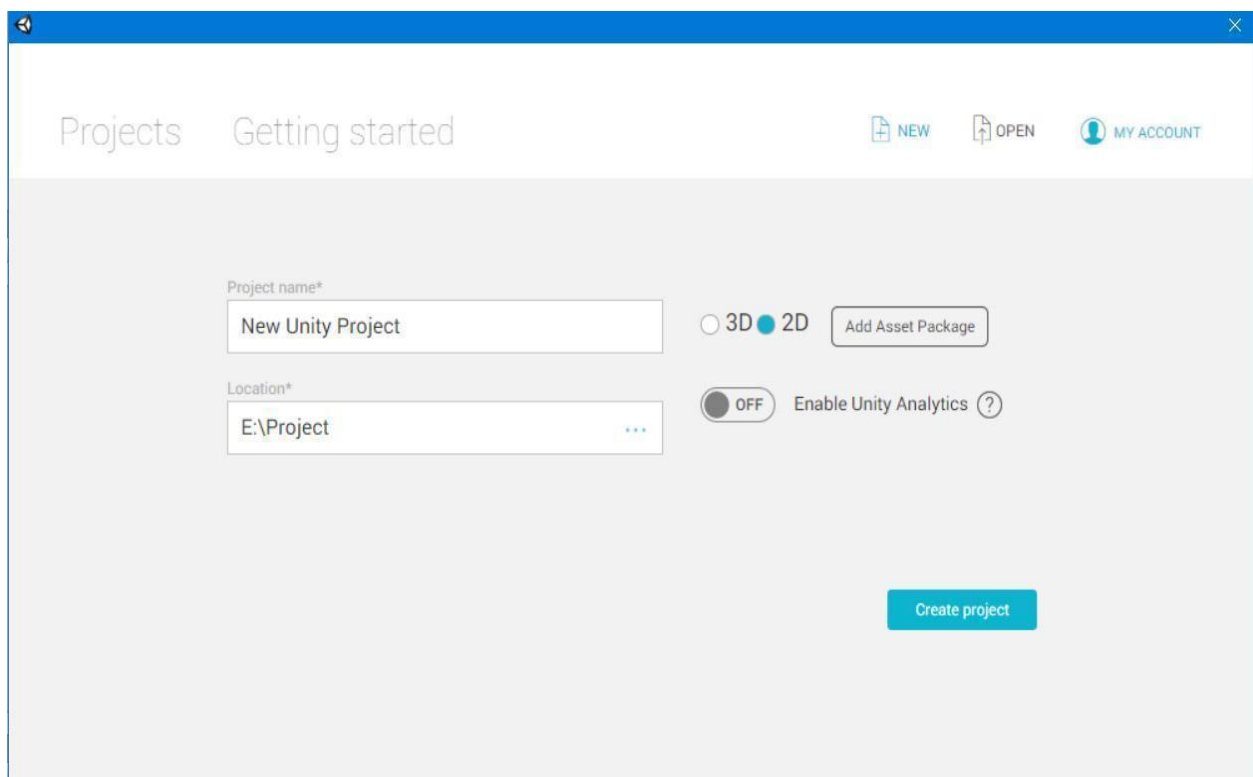 Projects Getting started NEW OPEN MY ACCOUNT
Project name*
New Unity Project 3D 2D Add Asset Package
Location*
E:\Project ... OFF Enable Unity Analytics ?
Create project